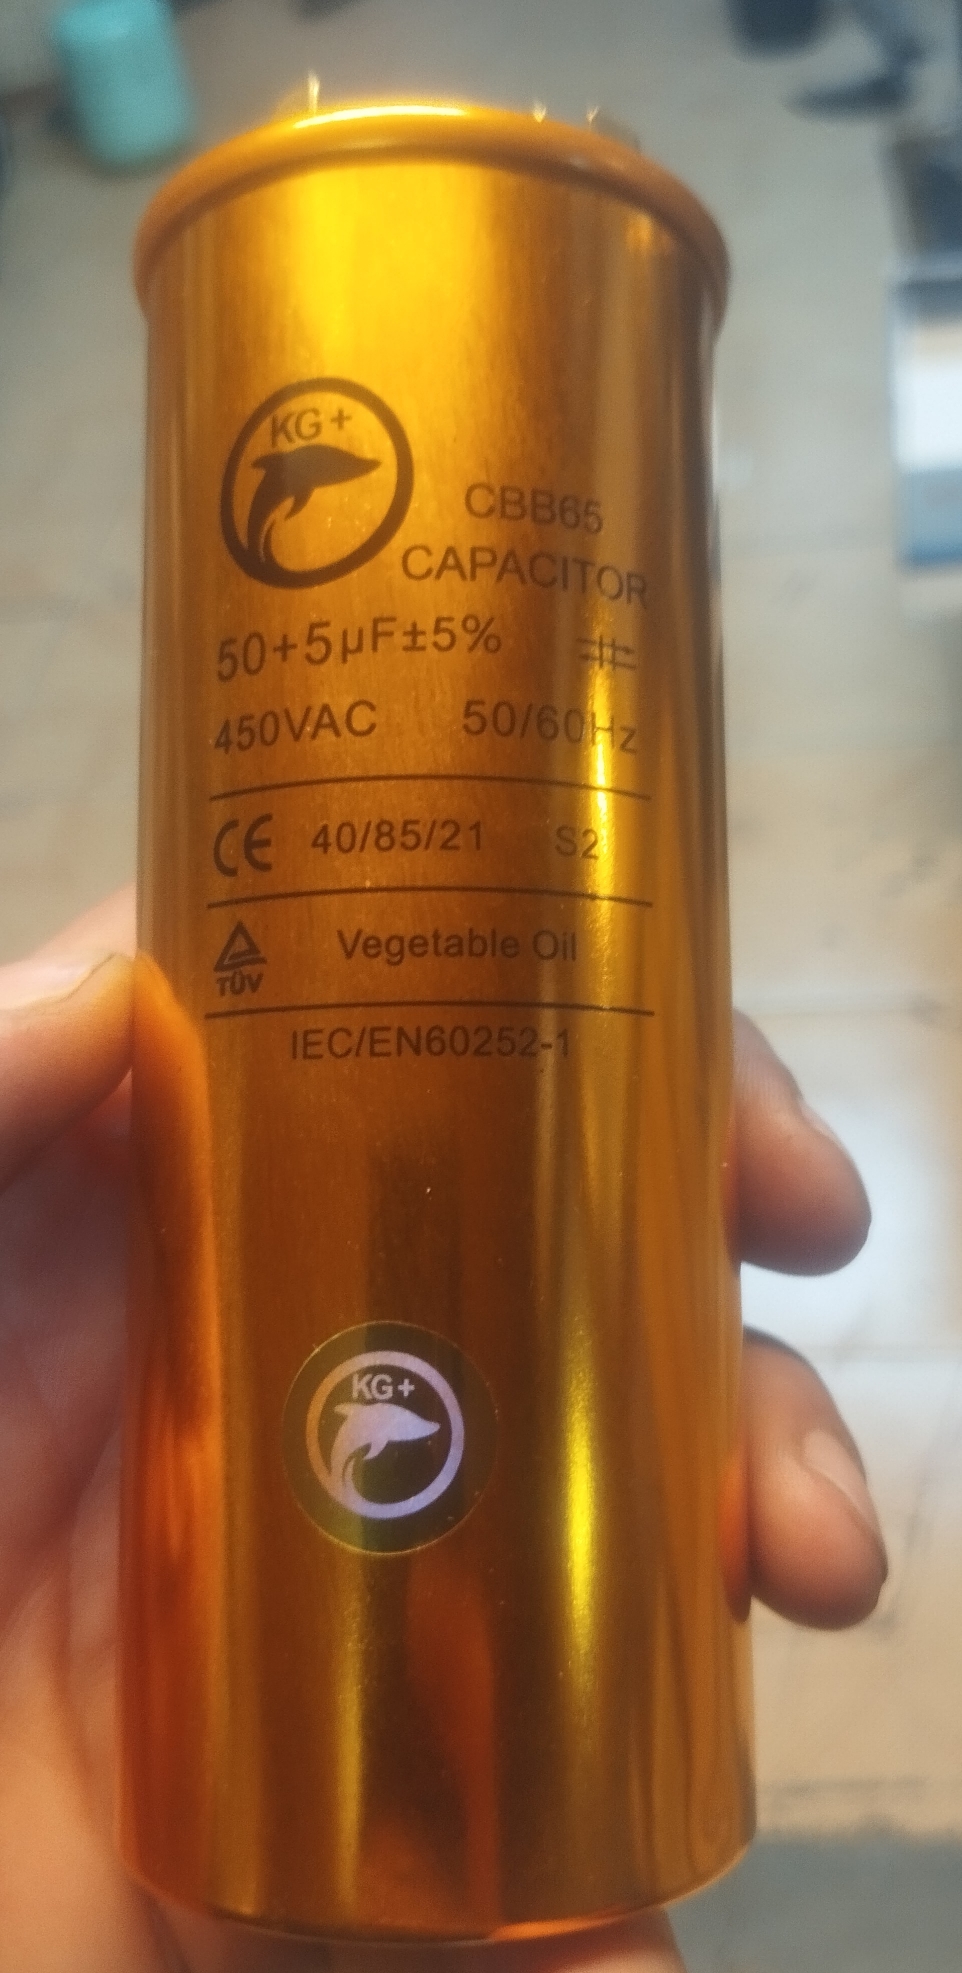 KG+
CBB65
CAPACITOR
50+5μF±5%
450VAC 50/60Hz
CE 40/85/21 S2
TÜV Vegetable Oil
IEC/EN60252-1
KG+